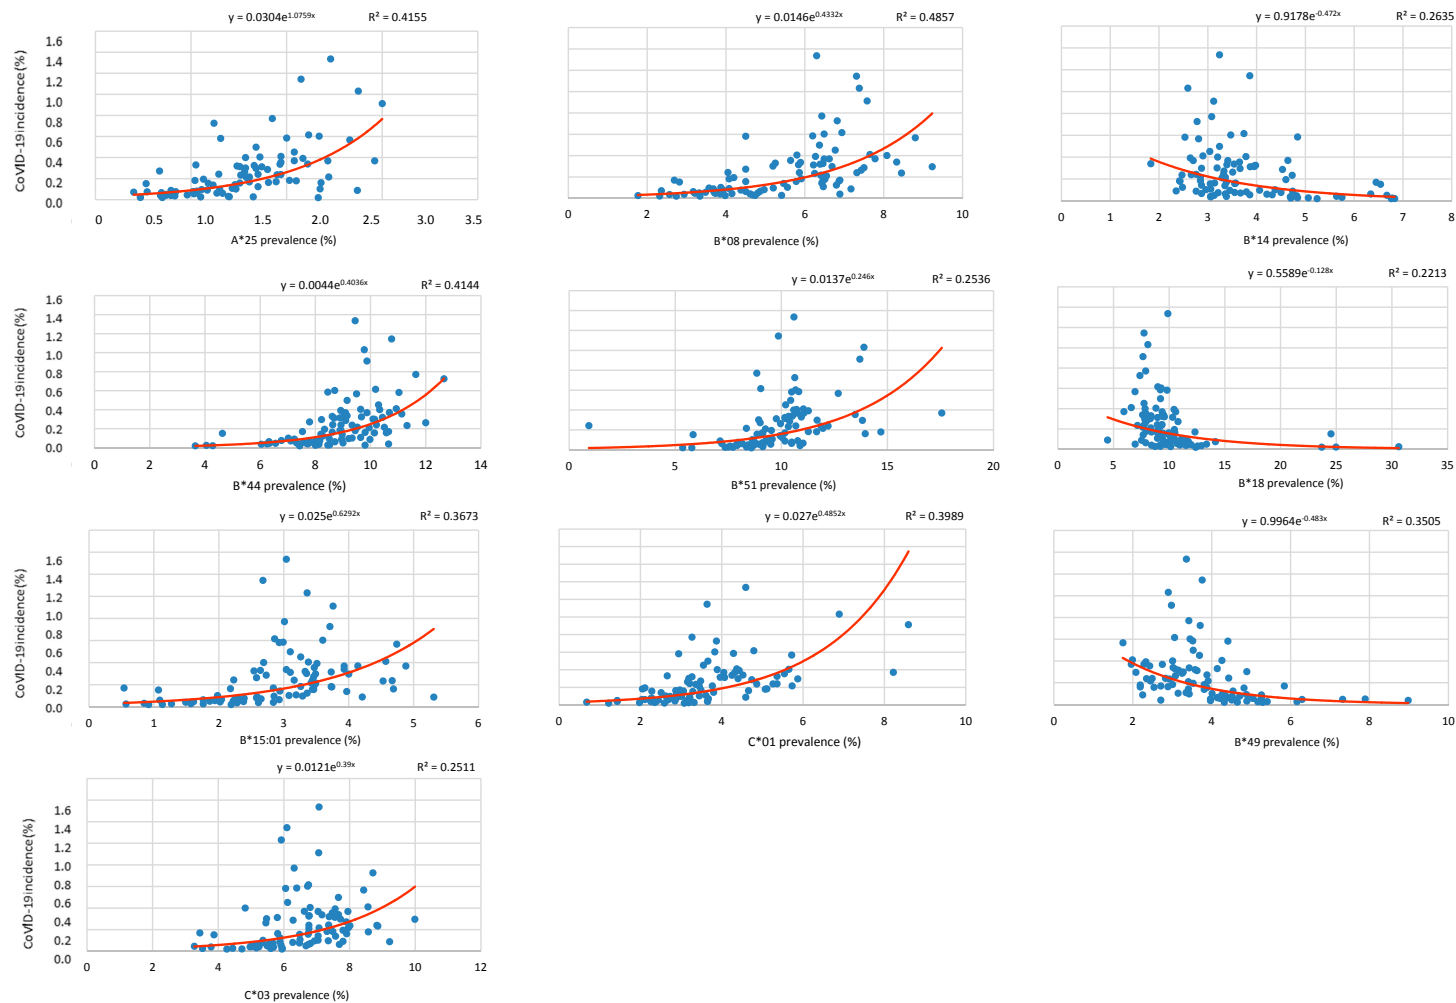 y = 0.0304e^1.0759x R² = 0.4155
CoVID-19 incidence(%)
1.6
1.4
1.2
1.0
0.8
0.6
0.4
0.2
0.0
0 0.5 1.0 1.5 2.0 2.5 3.0 3.5
A*25 prevalence (%)
y = 0.0146e^0.4332x R² = 0.4857
0 2 4 6 8 10
B*08 prevalence (%)
y = 0.9178e^-0.472x R² = 0.2635
0 1 2 3 4 5 6 7 8
B*14 prevalence (%)
y = 0.0044e^0.4036x R² = 0.4144
CoVID-19 incidence(%)
1.6
1.4
1.2
1.0
0.8
0.6
0.4
0.2
0.0
0 2 4 6 8 10 12 14
B*44 prevalence (%)
y = 0.0137e^0.246x R² = 0.2536
0 5 10 15 20
B*51 prevalence (%)
y = 0.5589e^-0.128x R² = 0.2213
0 5 10 15 20 25 30 35
B*18 prevalence (%)
y = 0.025e^0.6292x R² = 0.3673
CoVID-19 incidence(%)
1.6
1.4
1.2
1.0
0.8
0.6
0.4
0.2
0.0
0 1 2 3 4 5 6
B*15:01 prevalence (%)
y = 0.027e^0.4852x R² = 0.3989
0 2 4 6 8 10
C*01 prevalence (%)
y = 0.9964e^-0.483x R² = 0.3505
0 2 4 6 8 10
B*49 prevalence (%)
y = 0.0121e^0.39x R² = 0.2511
CoVID-19 incidence(%)
1.6
1.4
1.2
1.0
0.8
0.6
0.4
0.2
0.0
0 2 4 6 8 10 12
C*03 prevalence (%)